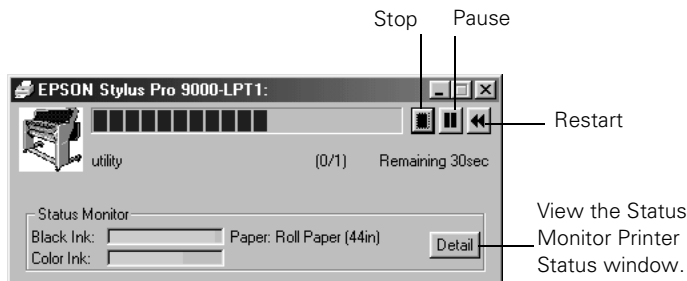 Stop Pause
EPSON Stylus Pro 9000-LPT1:
Restart
utility (0/1) Remaining 30sec
Status Monitor
Black Ink: Paper: Roll Paper (44in) Detail
Color Ink:
View the Status
Monitor Printer
Status window.